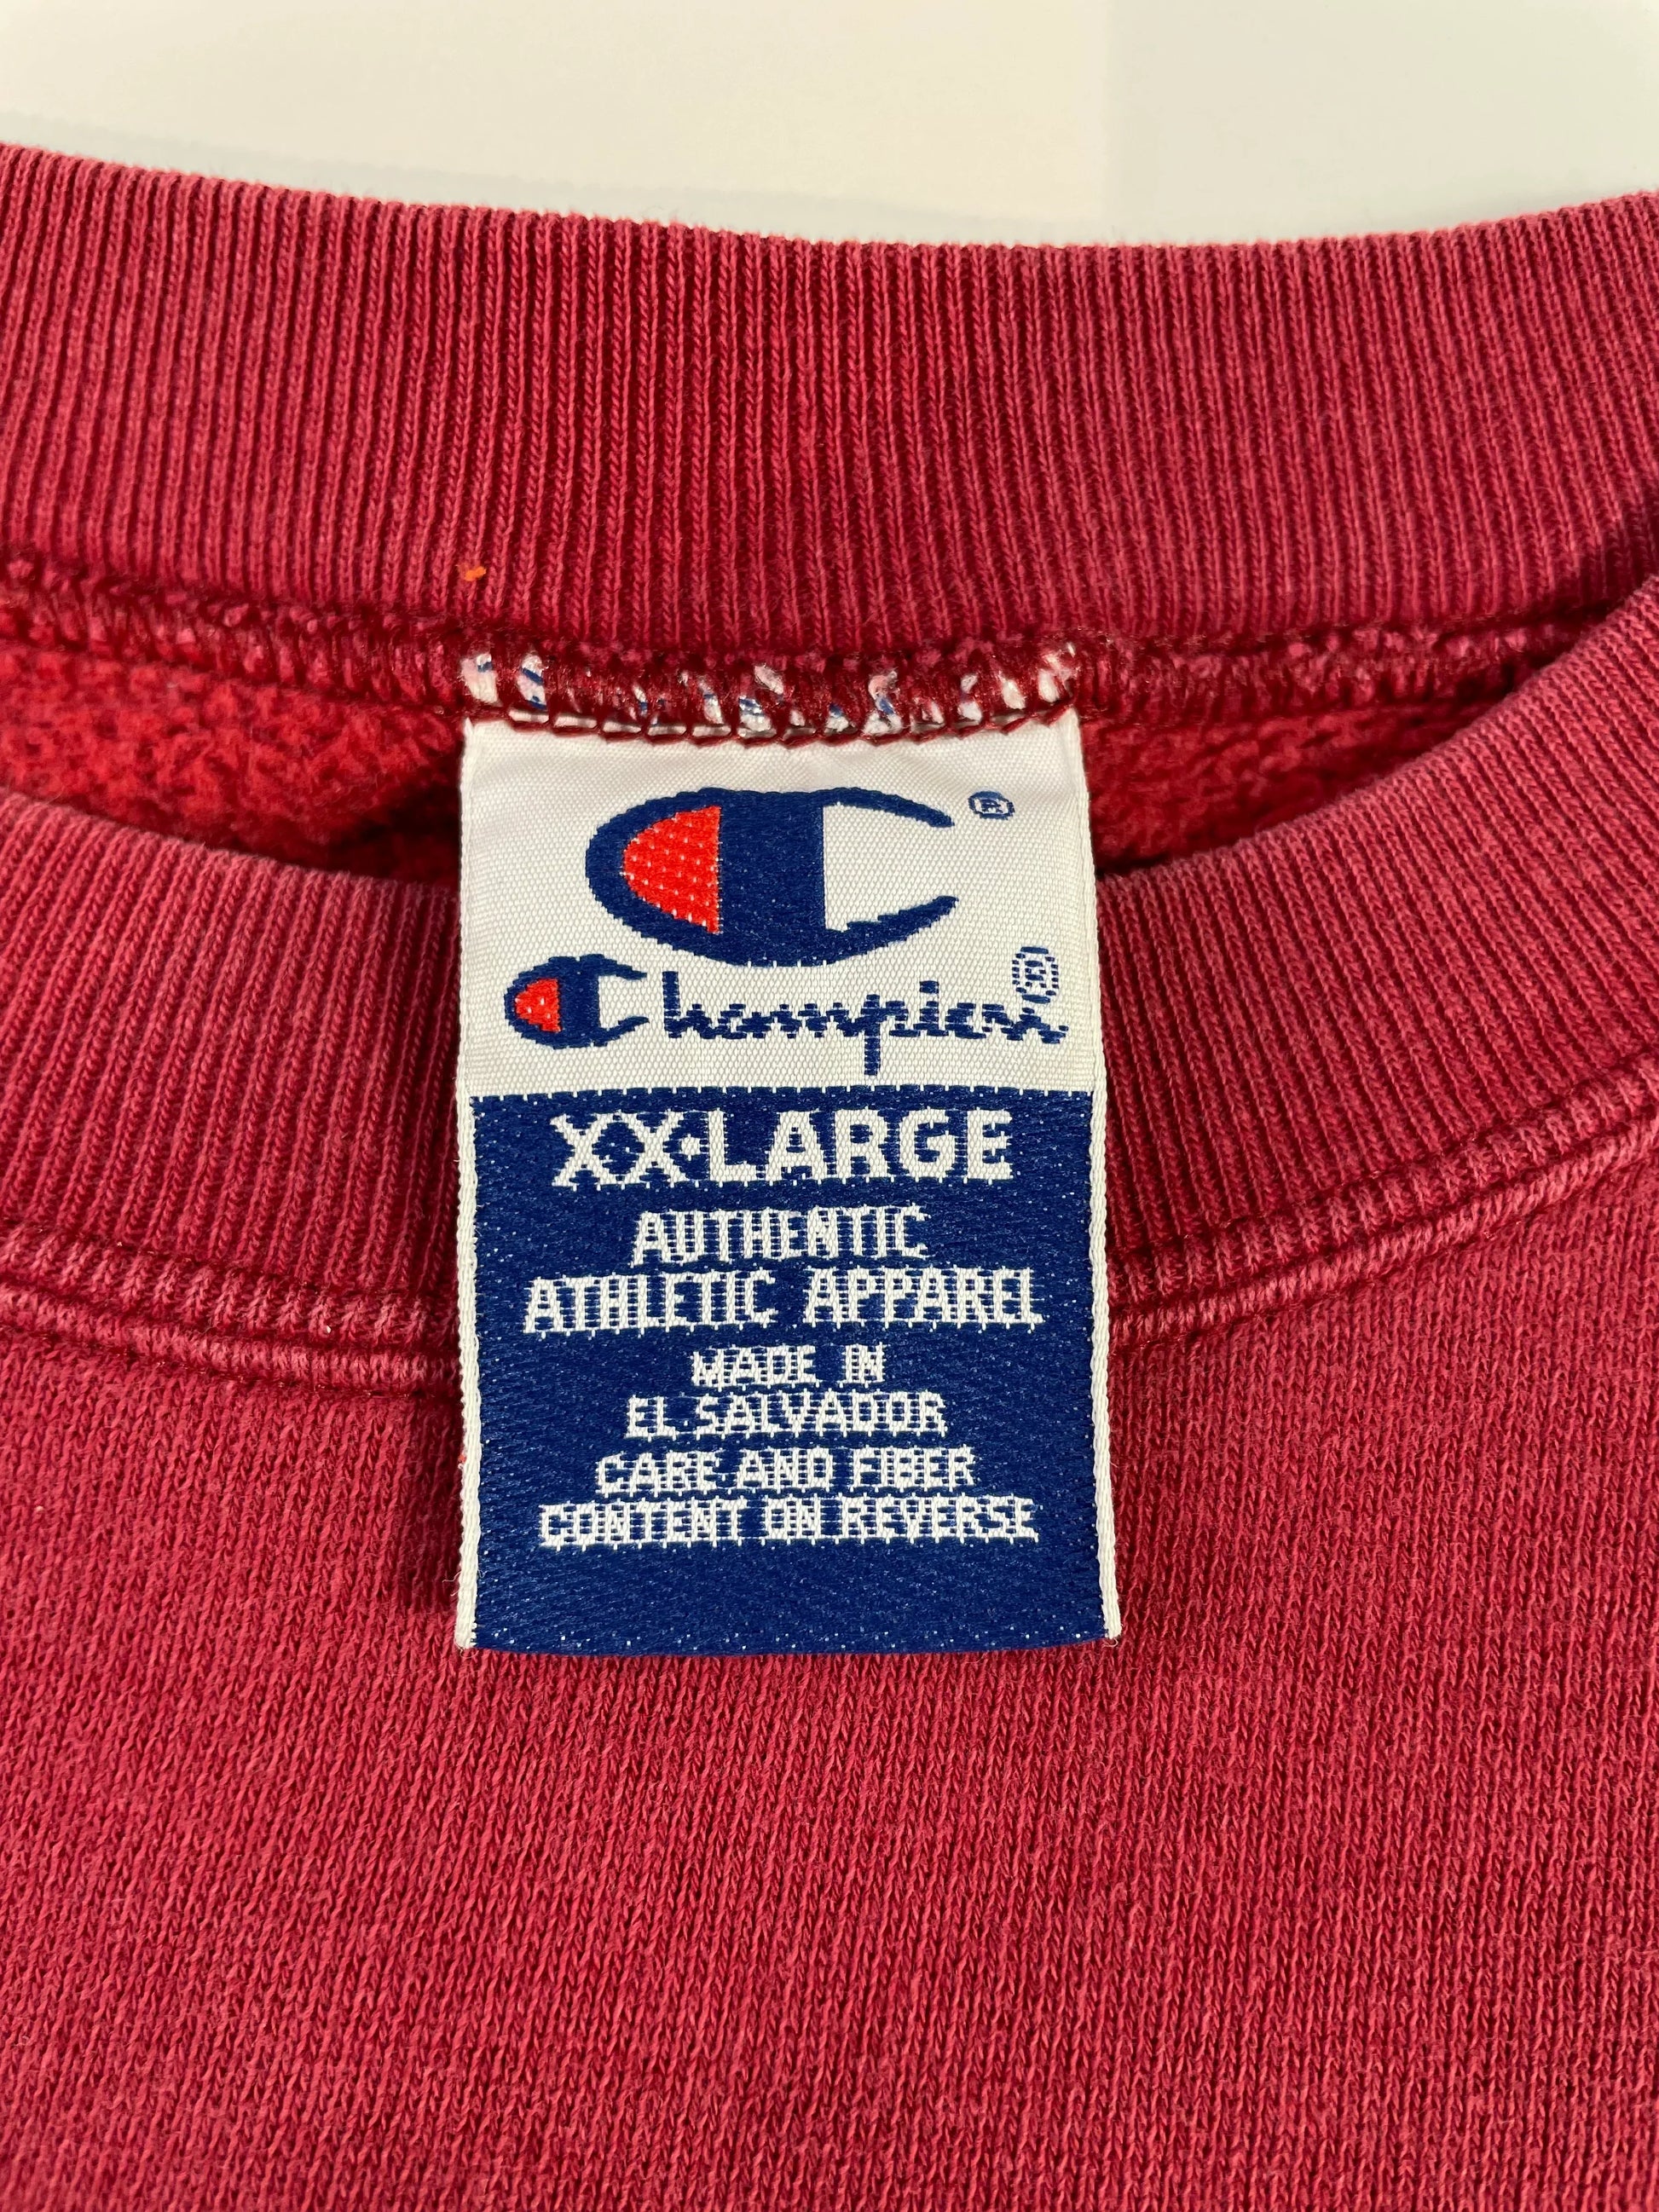 C®
Champion®
XX-LARGE
AUTHENTIC
ATHLETIC APPAREL
MADE IN
EL SALVADOR
CARE AND FIBER
CONTENT ON REVERSE